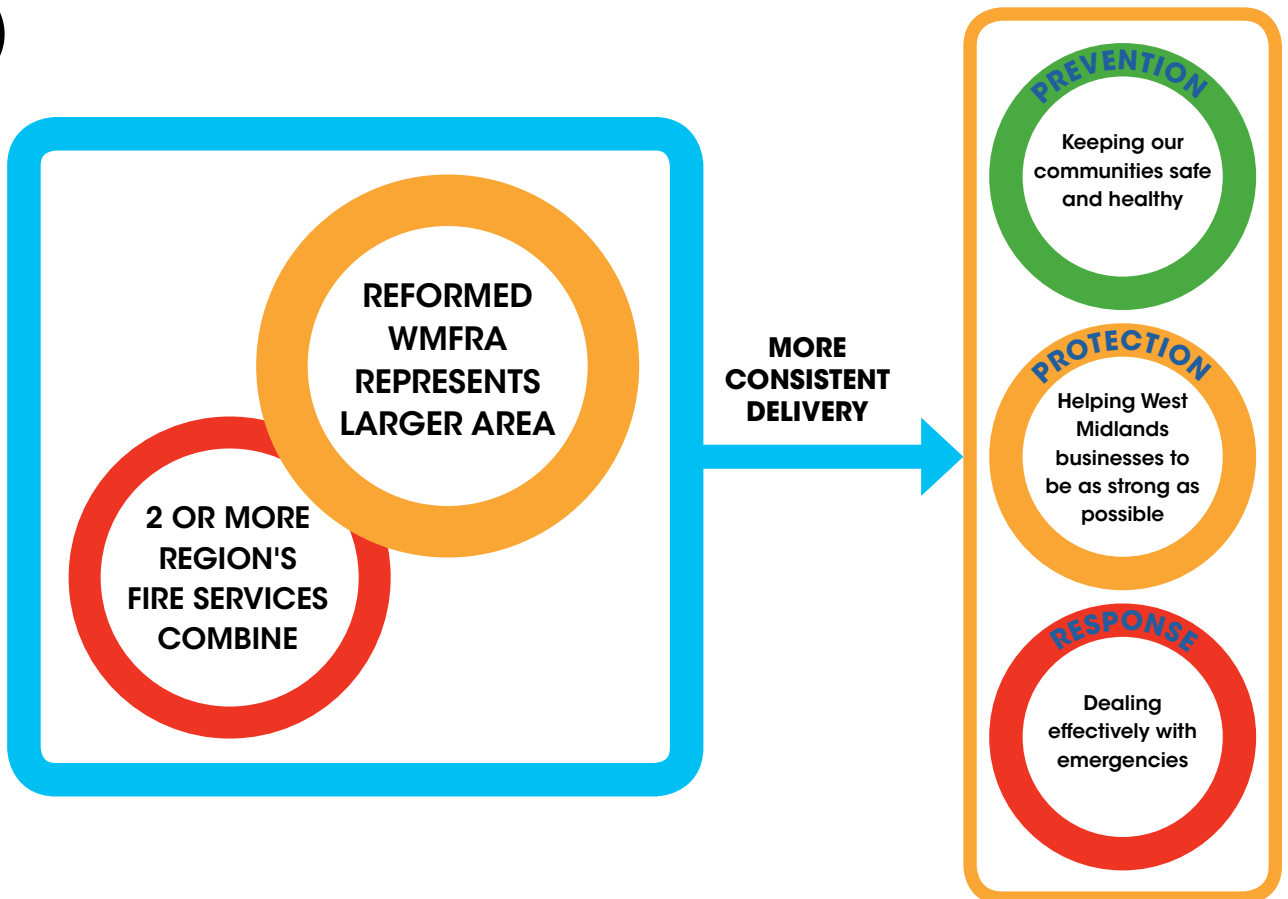 REFORMED
WMFRA
REPRESENTS
LARGER AREA
2 OR MORE
REGION'S
FIRE SERVICES
COMBINE
MORE
CONSISTENT
DELIVERY
PREVENTION
Keeping our
communities safe
and healthy
PROTECTION
Helping West
Midlands
businesses to
be as strong as
possible
RESPONSE
Dealing
effectively with
emergencies